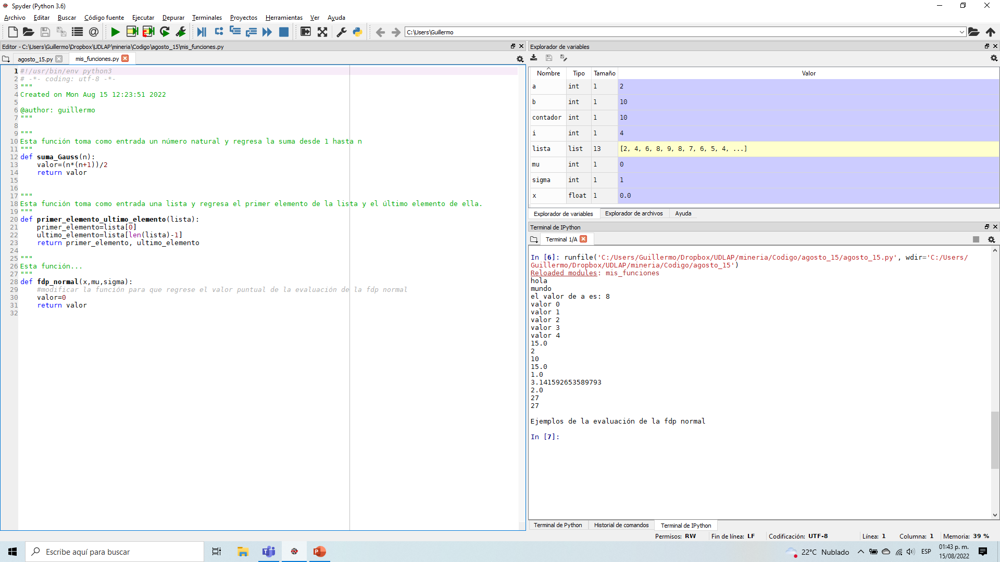 Spyder (Python 3.6)
Archivo Editar Buscar Código fuente Ejecutar Depurar Terminales Proyectos Herramientas Ver Ayuda
C:\Users\Guillermo
Editor - C:\Users\Guillermo\Dropbox\UDLAP\mineria\Codigo\agosto_15\mis_funciones.py
agosto_15.py mis_funciones.py
1 #!/usr/bin/env python3
2 # -*- coding: utf-8 -*-
3 """
4 Created on Mon Aug 15 12:23:51 2022
5
6 @author: guillermo
7 """
8
9 """
10 Esta función toma como entrada un número natural y regresa la suma desde 1 hasta n
11 """
12 def suma_Gauss(n):
13 valor=(n*(n+1))/2
14 return valor
15
16
17 """
18 Esta función toma como entrada una lista y regresa el primer elemento de la lista y el último elemento de ella.
19 """
20 def primer_elemento_ultimo_elemento(lista):
21 primer_elemento=lista[0]
22 ultimo_elemento=lista[len(lista)-1]
23 return primer_elemento, ultimo_elemento
24
25 """
26 Esta función...
27 """
28 def fdp_normal(x,mu,sigma):
29 #modificar la función para que regrese el valor puntual de la evaluación de la fdp normal
30 valor=0
31 return valor
32
Explorador de variables
Nombre Tipo Tamaño Valor
a int 1 2
b int 1 10
contador int 1 10
i int 1 4
lista list 13 [2, 4, 6, 8, 9, 8, 7, 6, 5, 4, ...]
mu int 1 0
sigma int 1 1
x float 1 0.0
Explorador de variables Explorador de archivos Ayuda
Terminal de IPython
Terminal 1/A
In [6]: runfile('C:/Users/Guillermo/Dropbox/UDLAP/mineria/Codigo/agosto_15/agosto_15.py', wdir='C:/Users/
Guillermo/Dropbox/UDLAP/mineria/Codigo/agosto_15')
Reloaded modules: mis_funciones
hola
mundo
el valor de a es: 8
valor 0
valor 1
valor 2
valor 3
valor 4
15.0
2
10
15.0
1.0
3.141592653589793
2.0
27
27
Ejemplos de la evaluación de la fdp normal
In [7]:
Terminal de Python Historial de comandos Terminal de IPython
Permisos: RW Fin de línea: LF Codificación: UTF-8 Línea: 1 Columna: 1 Memoria: 39 %
Escribe aquí para buscar
22°C Nublado
ESP
01:43 p. m.
15/08/2022